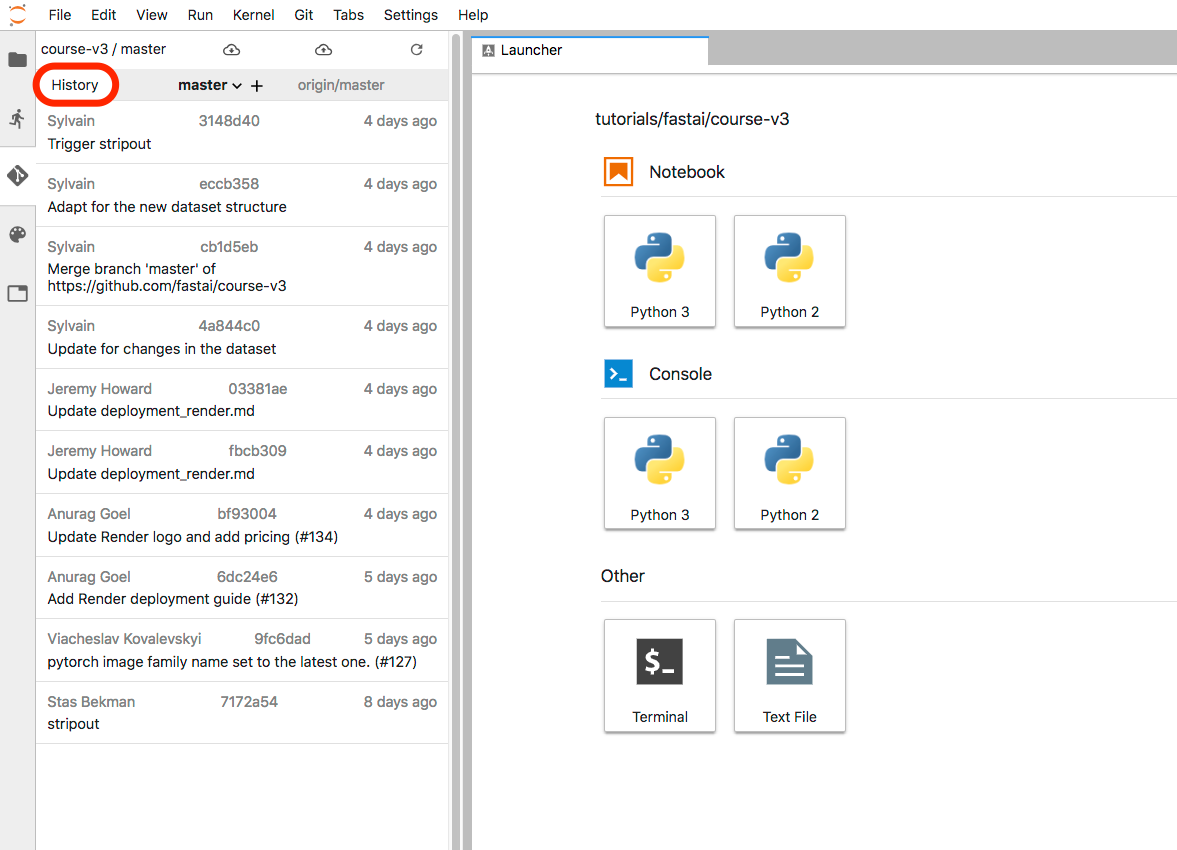 File Edit View Run Kernel Git Tabs Settings Help
course-v3 / master
History master origin/master
Sylvain 3148d40 4 days ago
Trigger stripout
Sylvain eccb358 4 days ago
Adapt for the new dataset structure
Sylvain cb1d5eb 4 days ago
Merge branch 'master' of
https://github.com/fastai/course-v3
Sylvain 4a844c0 4 days ago
Update for changes in the dataset
Jeremy Howard 03381ae 4 days ago
Update deployment_render.md
Jeremy Howard fbcb309 4 days ago
Update deployment_render.md
Anurag Goel bf93004 4 days ago
Update Render logo and add pricing (#134)
Anurag Goel 6dc24e6 5 days ago
Add Render deployment guide (#132)
Viacheslav Kovalevskyi 9fc6dad 5 days ago
pytorch image family name set to the latest one. (#127)
Stas Bekman 7172a54 8 days ago
stripout
Launcher
tutorials/fastai/course-v3
Notebook
Python 3 Python 2
Console
Python 3 Python 2
Other
$_
Terminal Text File